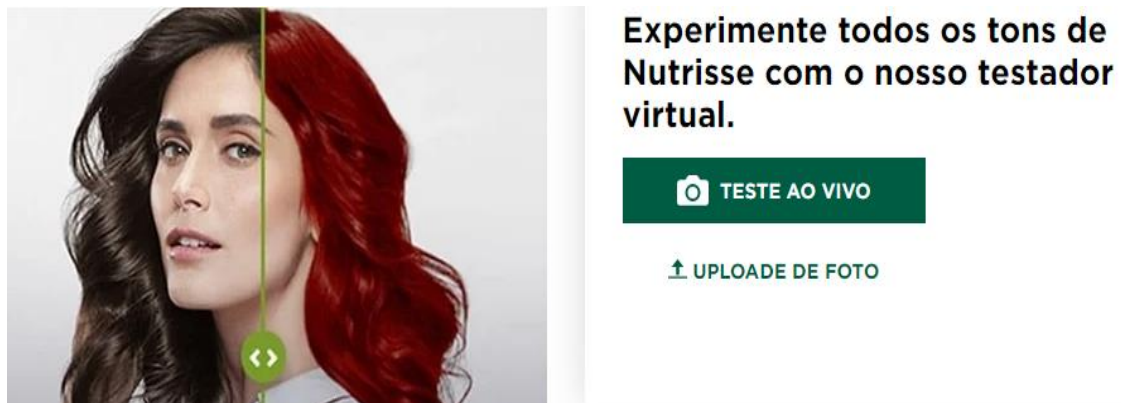 Experimente todos os tons de
Nutrisse com o nosso testador
virtual.
TESTE AO VIVO
UPLOADE DE FOTO